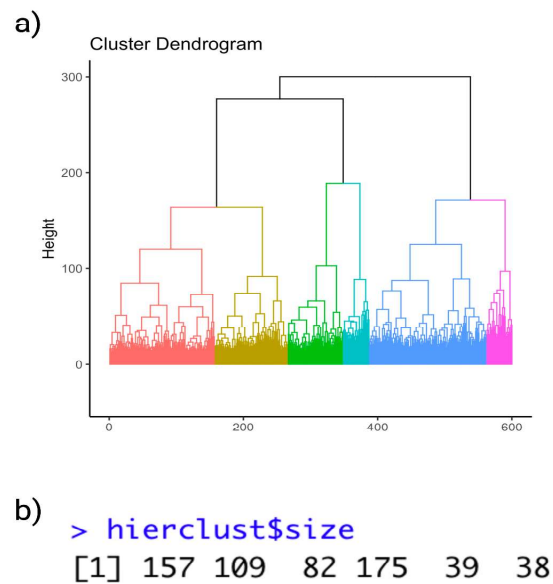 a)
Cluster Dendrogram
300
200
Height
100
0
0 200 400 600
b)
> hierclust$size
[1] 157 109 82 175 39 38